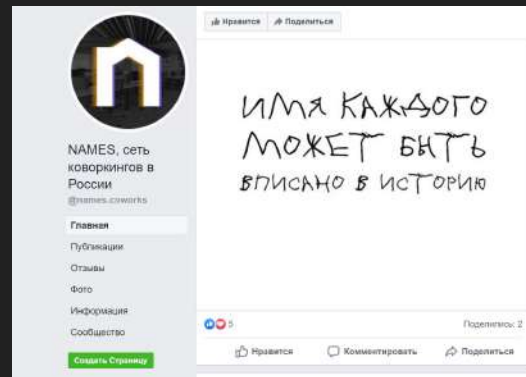 NAMES, сеть
коворкингов в
России
@names.coworks
Главная
Публикации
Отзывы
Фото
Информация
Сообщество
Создать Страницу
Нравится Поделиться
ИМЯ КАЖДОГО
МОЖЕТ БЫТЬ
ВПИСАНО В ИСТОРИЮ
5 Поделились: 2
Нравится Комментировать Поделиться